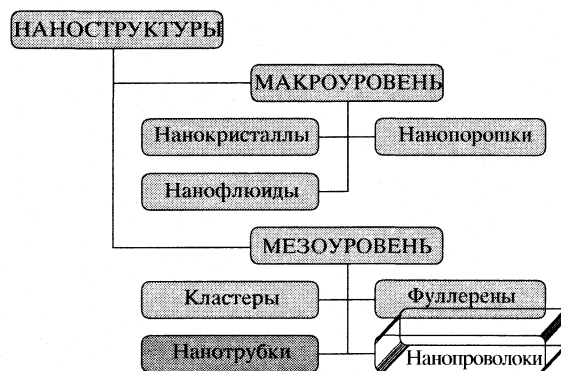 НАНОСТРУКТУРЫ
МАКРОУРОВЕНЬ
Нанокристаллы Нанопорошки
Нанофлюиды
МЕЗОУРОВЕНЬ
Кластеры Фуллерены
Нанотрубки Нанопроволоки